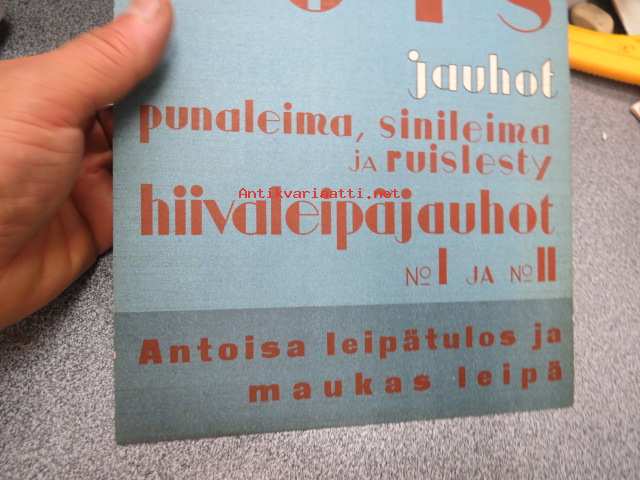 jauhot
punaleima, sinileima
JA ruislesty
Antikvariaatti.net
hiivaleipäjauhot
No I JA No II
Antoisa leipätulos ja
maukas leipä